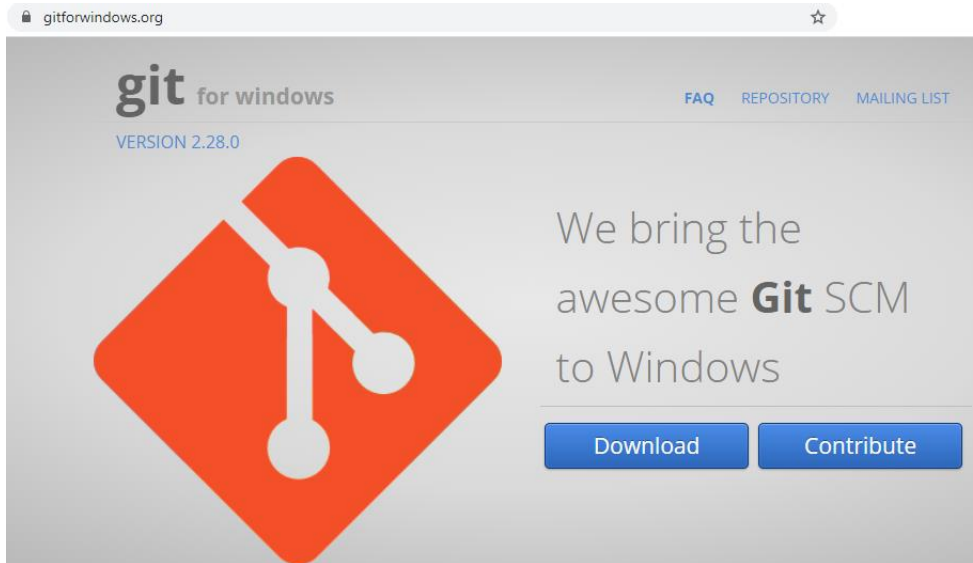 gitforwindows.org
git for windows
FAQ REPOSITORY MAILING LIST
VERSION 2.28.0
We bring the
awesome Git SCM
to Windows
Download Contribute